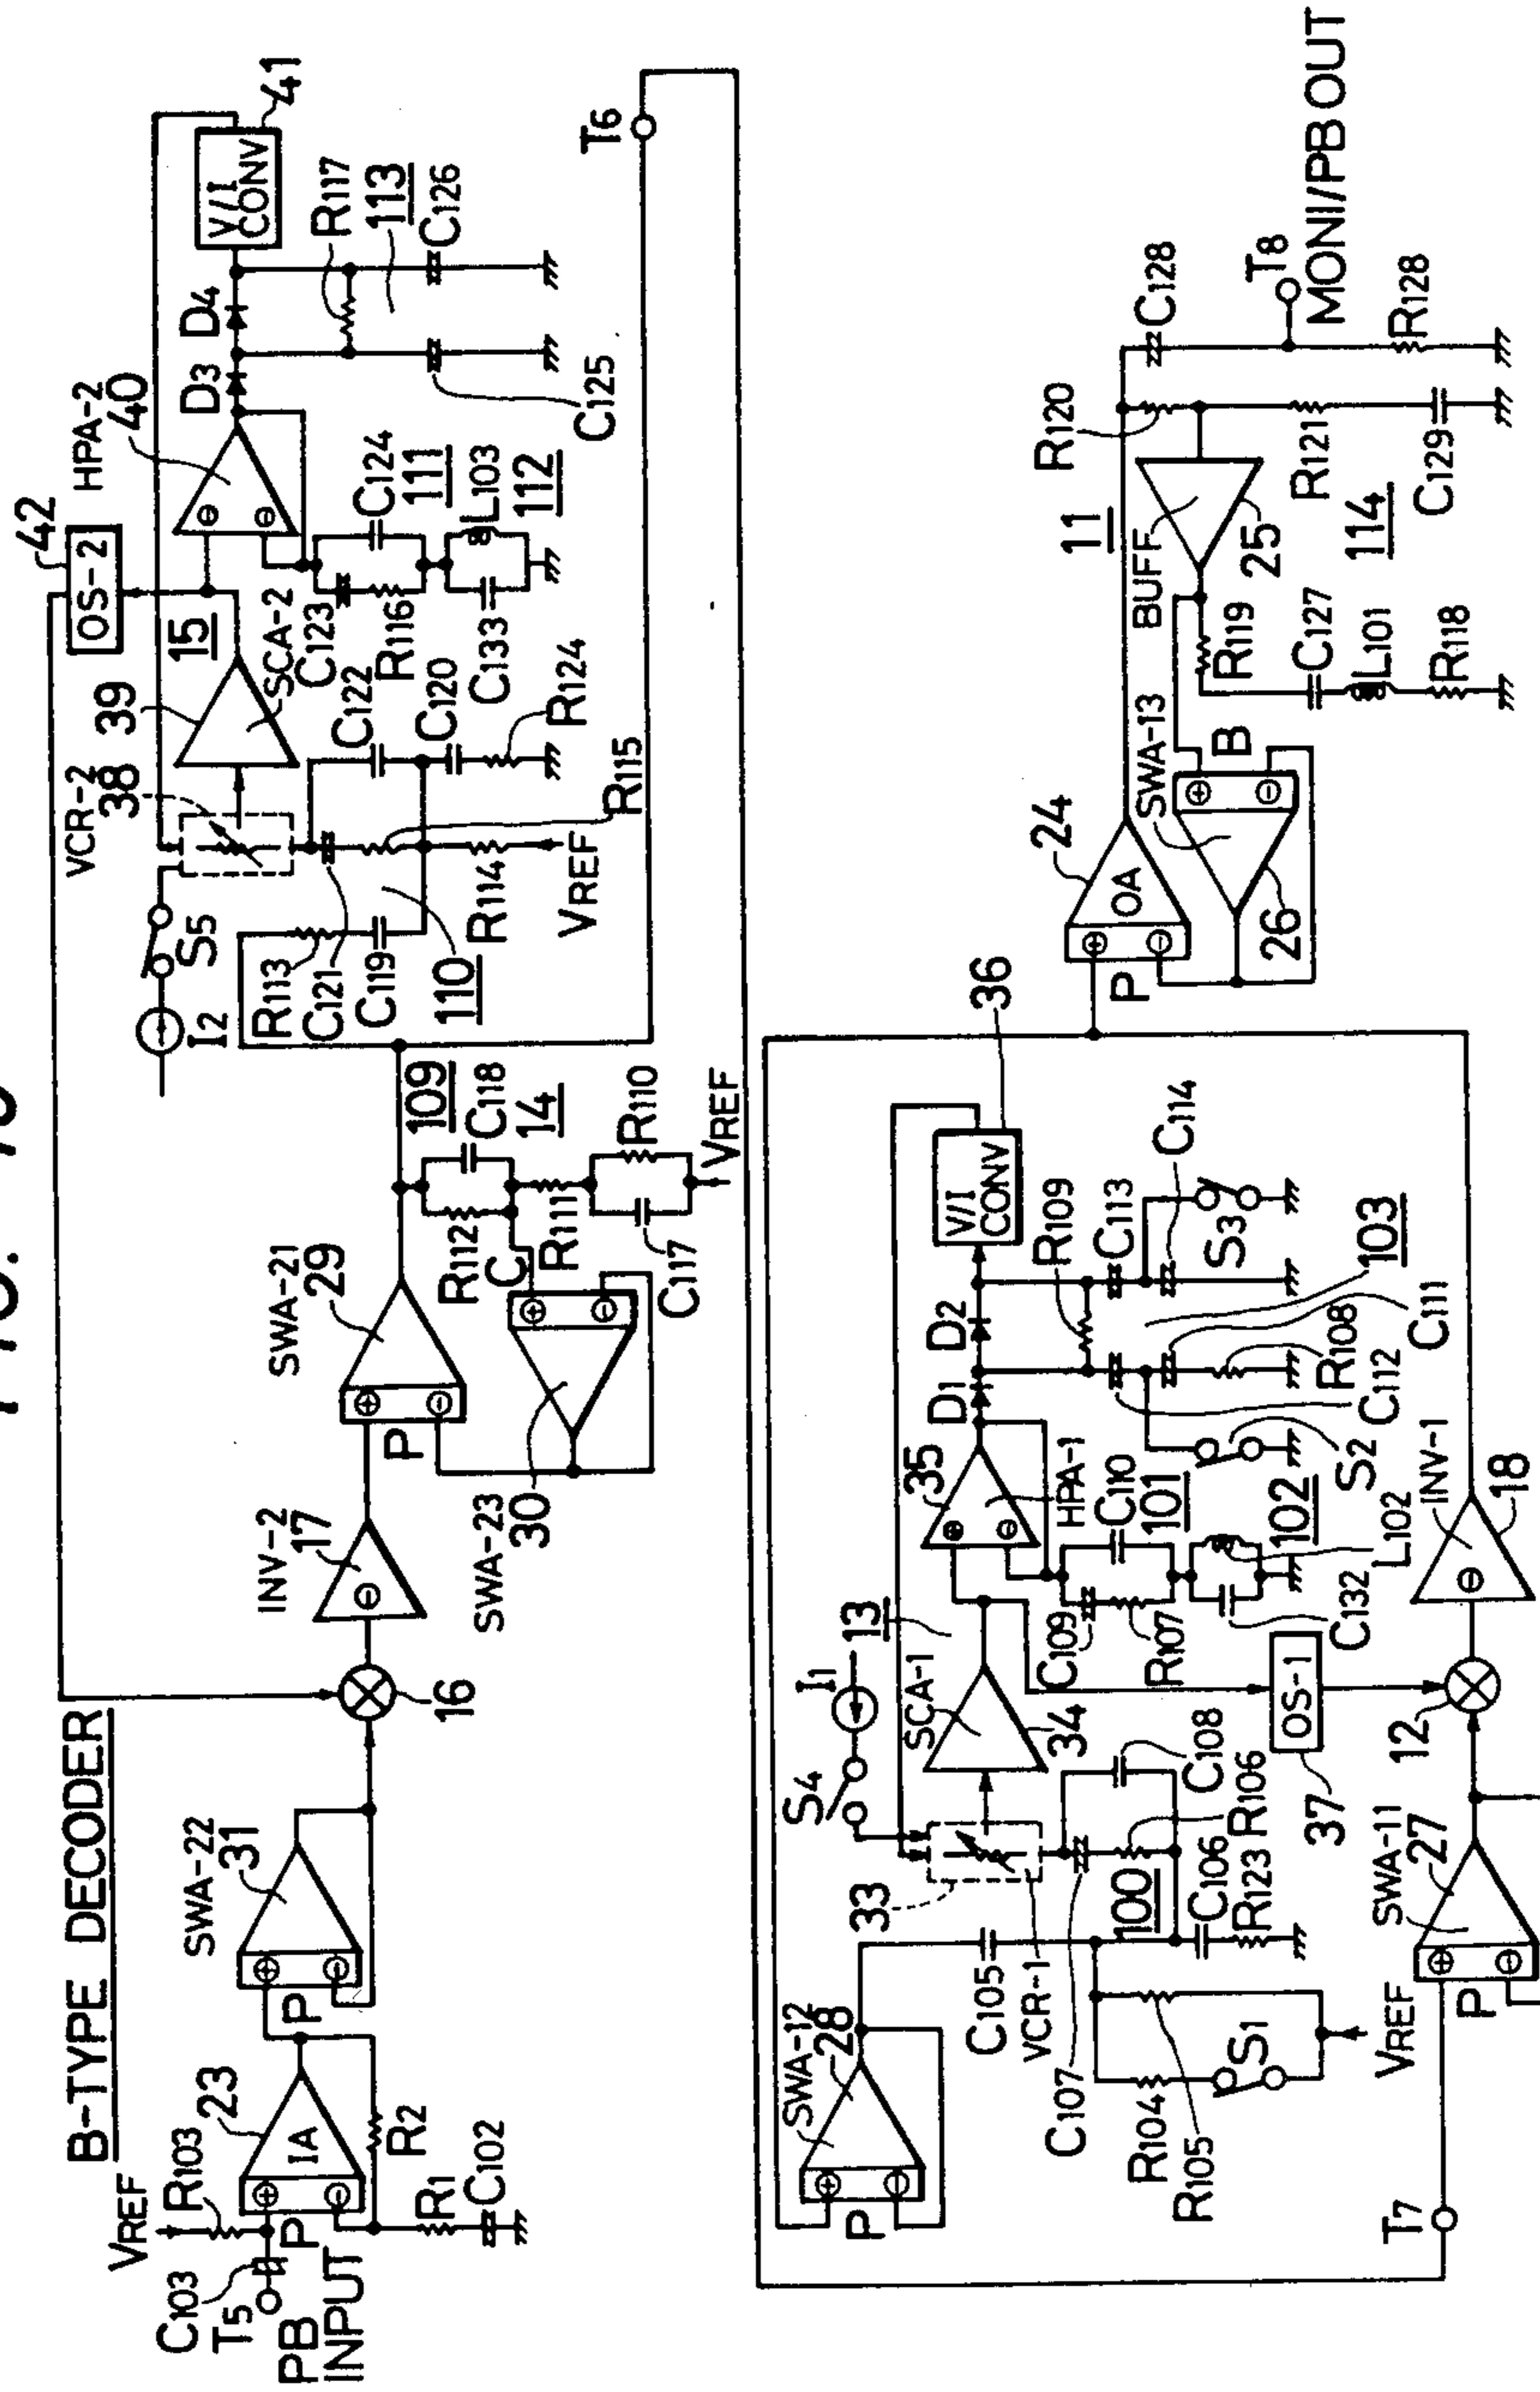 B-TYPE DECODER
42
OS-2
HPA-2
40
41
V/I
CONV
D3
D4
VCR-2
38
39
15
SCA-2
S5
I2
R117
113
C126
C125
C124
111
L103
112
C123
R116
C133
C122
C120
R124
R115
R113
C121
C119
110
R114
VREF
T6
VREF
R103
C103
T5
PB
INPUT
P
23
IA
R2
R1
C102
SWA-22
31
P
16
INV-2
17
SWA-21
29
P
SWA-23
30
109
C118
14
R112
C
R111
R110
C117
VREF
SWA-12
28
P
C105
VCR-1
33
S4
I1
13
SCA-1
34
35
HPA-1
D1
D2
V/I
CONV
36
C107
100
C106
R123
C108
R106
R104
R105
S1
VREF
C109
R107
C110
101
102
L102
C132
S2
C112
R108
C111
103
R109
C113
S3
C114
T7
P
SWA-11
27
12
OS-1
37
INV-1
18
24
OA
P
SWA-13
26
B
BUFF
25
11
R119
C127
L101
R118
R120
R121
C129
114
C128
T8
MONI/PB OUT
R128